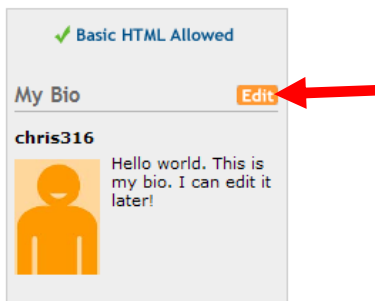 Basic HTML Allowed
My Bio Edit
chris316
Hello world. This is
my bio. I can edit it
later!